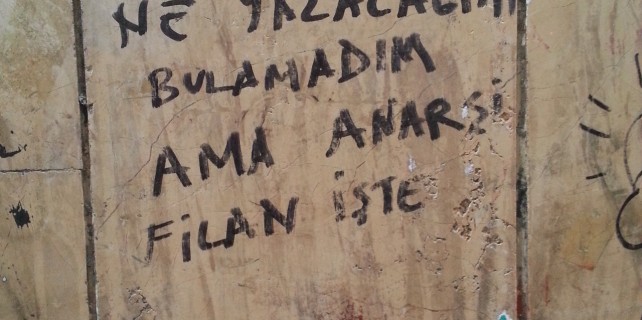 NE YAZACAĞIMI
BULAMADIM
AMA ANARŞİ
FİLAN İŞTE